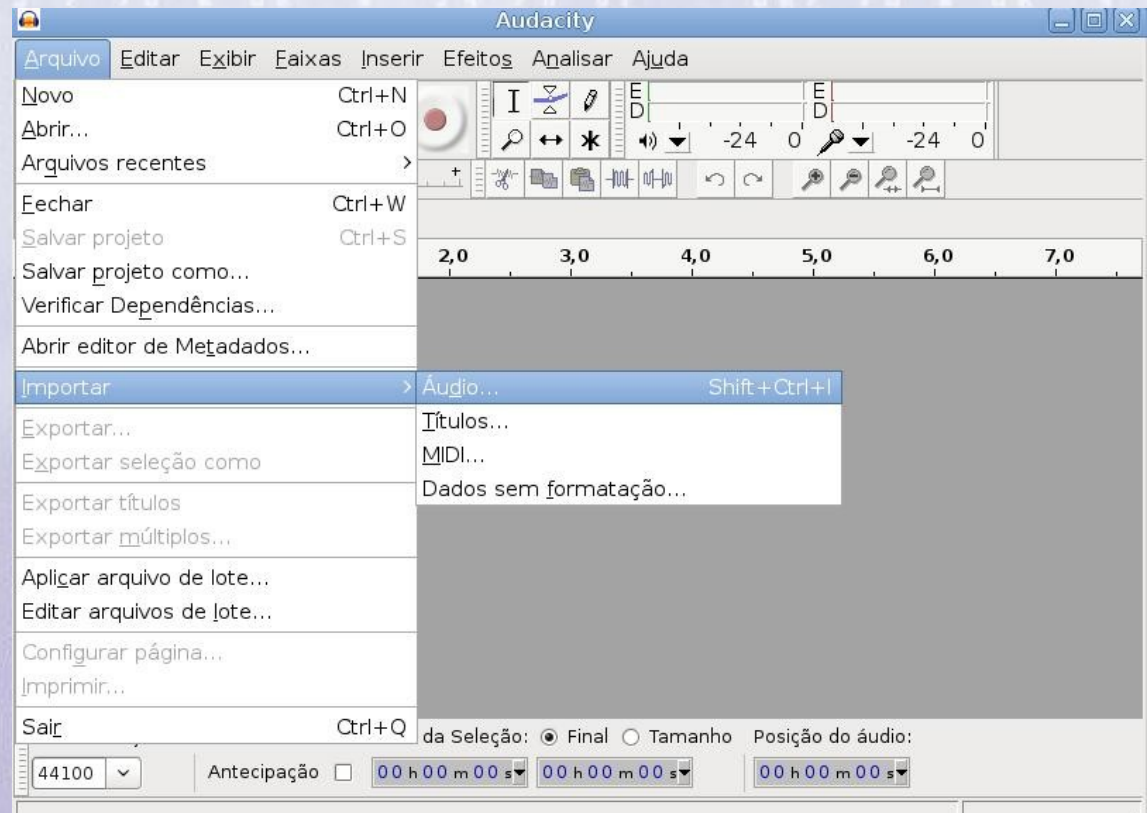 Audacity
Arquivo Editar Exibir Faixas Inserir Efeitos Analisar Ajuda
Novo Ctrl+N
Abrir... Ctrl+O
Arquivos recentes
Fechar Ctrl+W
Salvar projeto Ctrl+S
Salvar projeto como...
Verificar Dependências...
Abrir editor de Metadados...
Importar
Exportar...
Exportar seleção como
Exportar títulos
Exportar múltiplos...
Aplicar arquivo de lote...
Editar arquivos de lote...
Configurar página...
Imprimir...
Sair Ctrl+Q
Áudio... Shift+Ctrl+I
Títulos...
MIDI...
Dados sem formatação...
E E
D D
-24 0 -24 0
2,0 3,0 4,0 5,0 6,0 7,0
da Seleção: Final Tamanho Posição do áudio:
44100 Antecipação 00 h 00 m 00 s 00 h 00 m 00 s 00 h 00 m 00 s